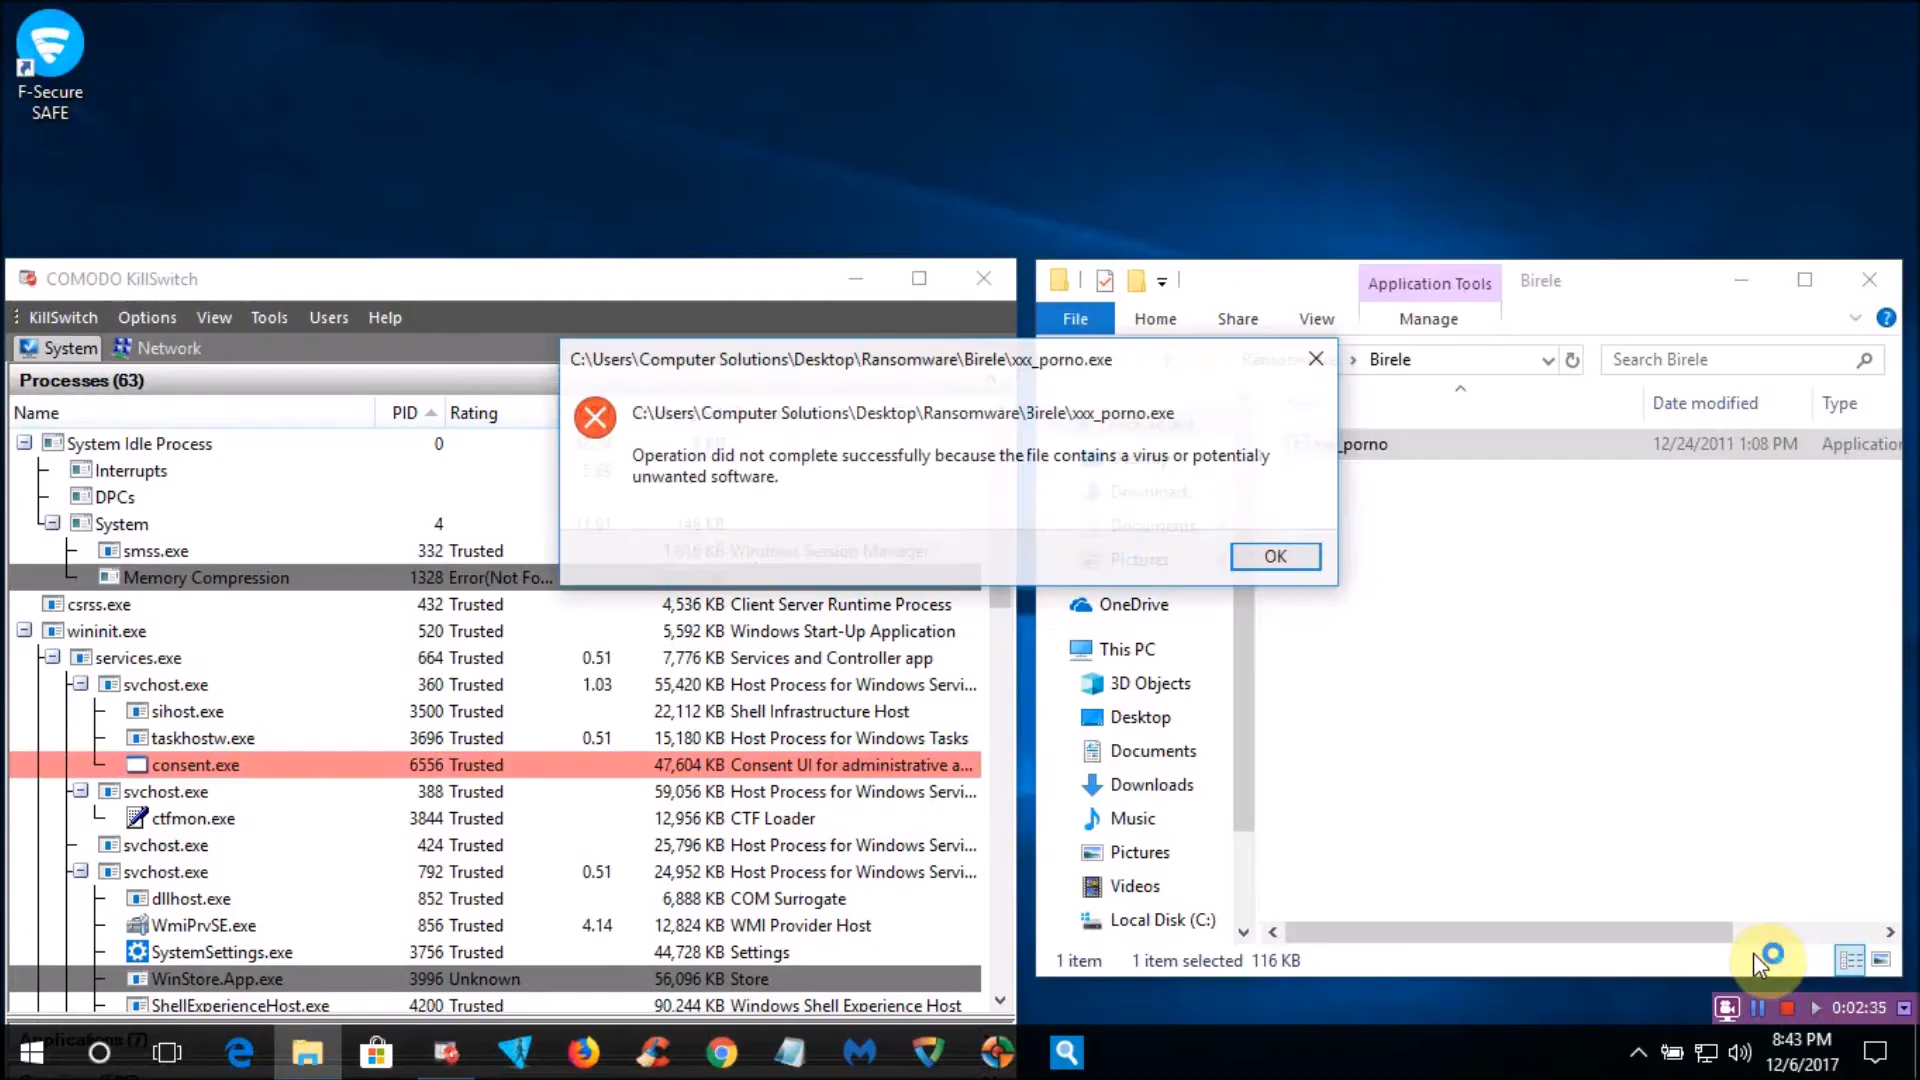 F-Secure
SAFE
COMODO KillSwitch
KillSwitch Options View Tools Users Help
System Network
Processes (63)
Name PID Rating
System Idle Process 0
Interrupts
DPCs
System 4
smss.exe 332 Trusted 1,016 KB Windows Session Manager
Memory Compression 1328 Error(Not Fo...
csrss.exe 432 Trusted 4,536 KB Client Server Runtime Process
wininit.exe 520 Trusted 5,592 KB Windows Start-Up Application
services.exe 664 Trusted 0.51 7,776 KB Services and Controller app
svchost.exe 360 Trusted 1.03 55,420 KB Host Process for Windows Servi...
sihost.exe 3500 Trusted 22,112 KB Shell Infrastructure Host
taskhostw.exe 3696 Trusted 0.51 15,180 KB Host Process for Windows Tasks
consent.exe 6556 Trusted 47,604 KB Consent UI for administrative a...
svchost.exe 388 Trusted 59,056 KB Host Process for Windows Servi...
ctfmon.exe 3844 Trusted 12,956 KB CTF Loader
svchost.exe 424 Trusted 25,796 KB Host Process for Windows Servi...
svchost.exe 792 Trusted 0.51 24,952 KB Host Process for Windows Servi...
dllhost.exe 852 Trusted 6,888 KB COM Surrogate
WmiPrvSE.exe 856 Trusted 4.14 12,824 KB WMI Provider Host
SystemSettings.exe 3756 Trusted 44,728 KB Settings
WinStore.App.exe 3996 Unknown 56,096 KB Store
ShellExperienceHost.exe 4200 Trusted 90,244 KB Windows Shell Experience Host
Applications (7)
C:\Users\Computer Solutions\Desktop\Ransomware\Birele\xxx_porno.exe
C:\Users\Computer Solutions\Desktop\Ransomware\Birele\xxx_porno.exe
Operation did not complete successfully because the file contains a virus or potentially
unwanted software.
OK
Application Tools Birele
File Home Share View Manage
Birele Search Birele
Date modified Type
_porno 12/24/2011 1:08 PM Application
Documents
Pictures
OneDrive
This PC
3D Objects
Desktop
Documents
Downloads
Music
Pictures
Videos
Local Disk (C:)
1 item 1 item selected 116 KB
0:02:35
8:43 PM
12/6/2017